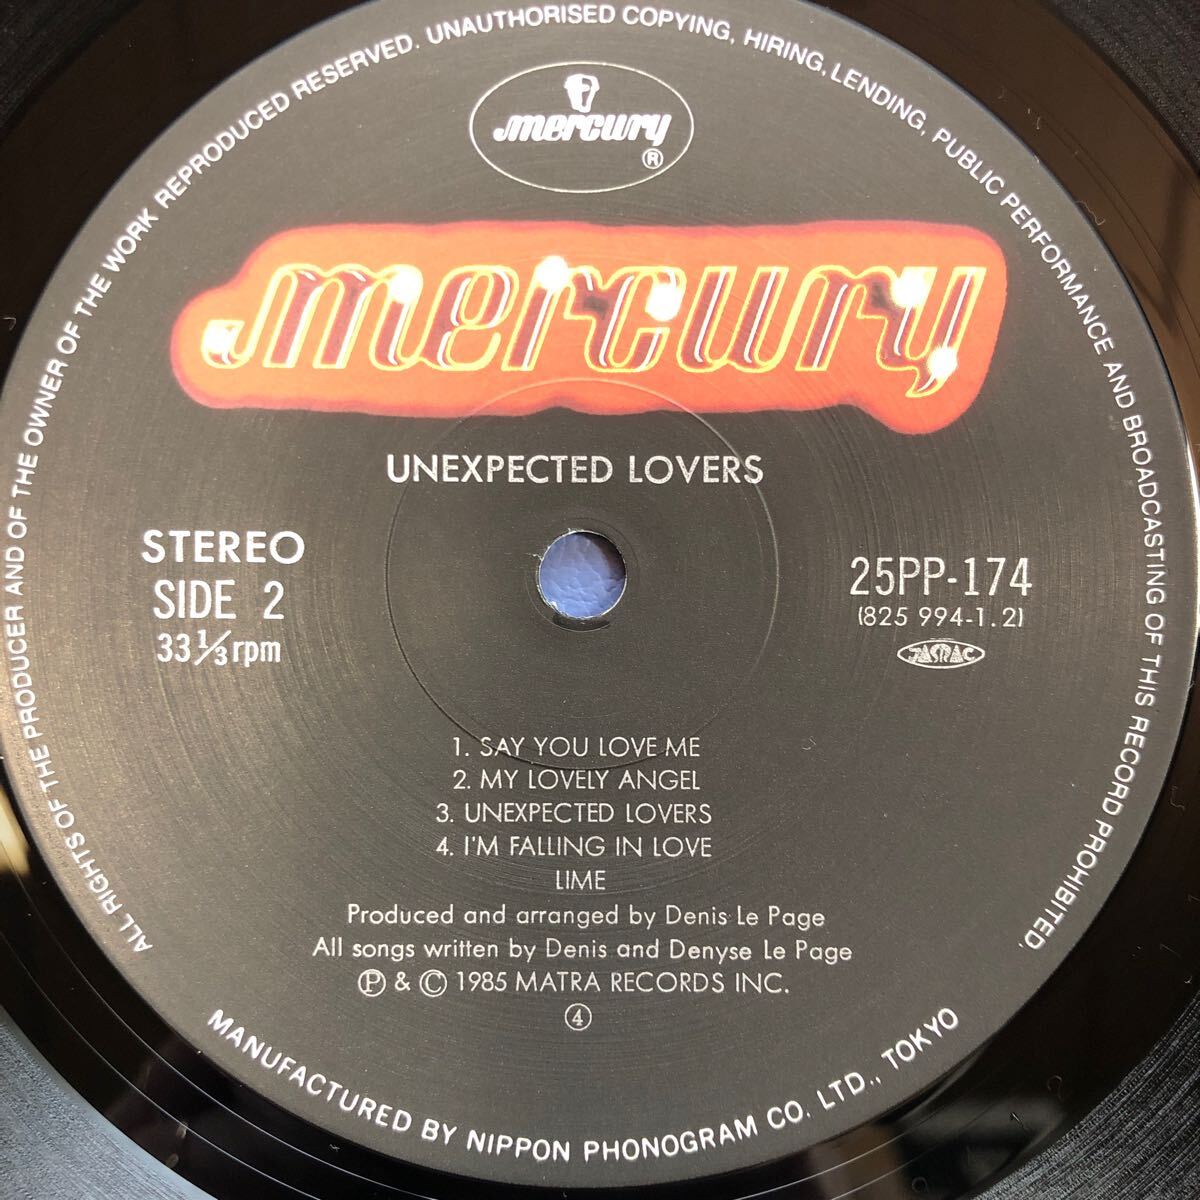 ALL RIGHTS OF THE PRODUCER AND OF THE OWNER OF THE WORK REPRODUCED RESERVED. UNAUTHORISED COPYING, HIRING, LENDING, PUBLIC PERFORMANCE AND BROADCASTING OF THIS RECORD PROHIBITED.
mercury
®
mercury
UNEXPECTED LOVERS
STEREO
SIDE 2
33 1/3 rpm
25PP-174
(825 994-1.2)
JASRAC
1. SAY YOU LOVE ME
2. MY LOVELY ANGEL
3. UNEXPECTED LOVERS
4. I'M FALLING IN LOVE
LIME
Produced and arranged by Denis Le Page
All songs written by Denis and Denyse Le Page
Ⓟ & © 1985 MATRA RECORDS INC.
④
MANUFACTURED BY NIPPON PHONOGRAM CO. LTD., TOKYO